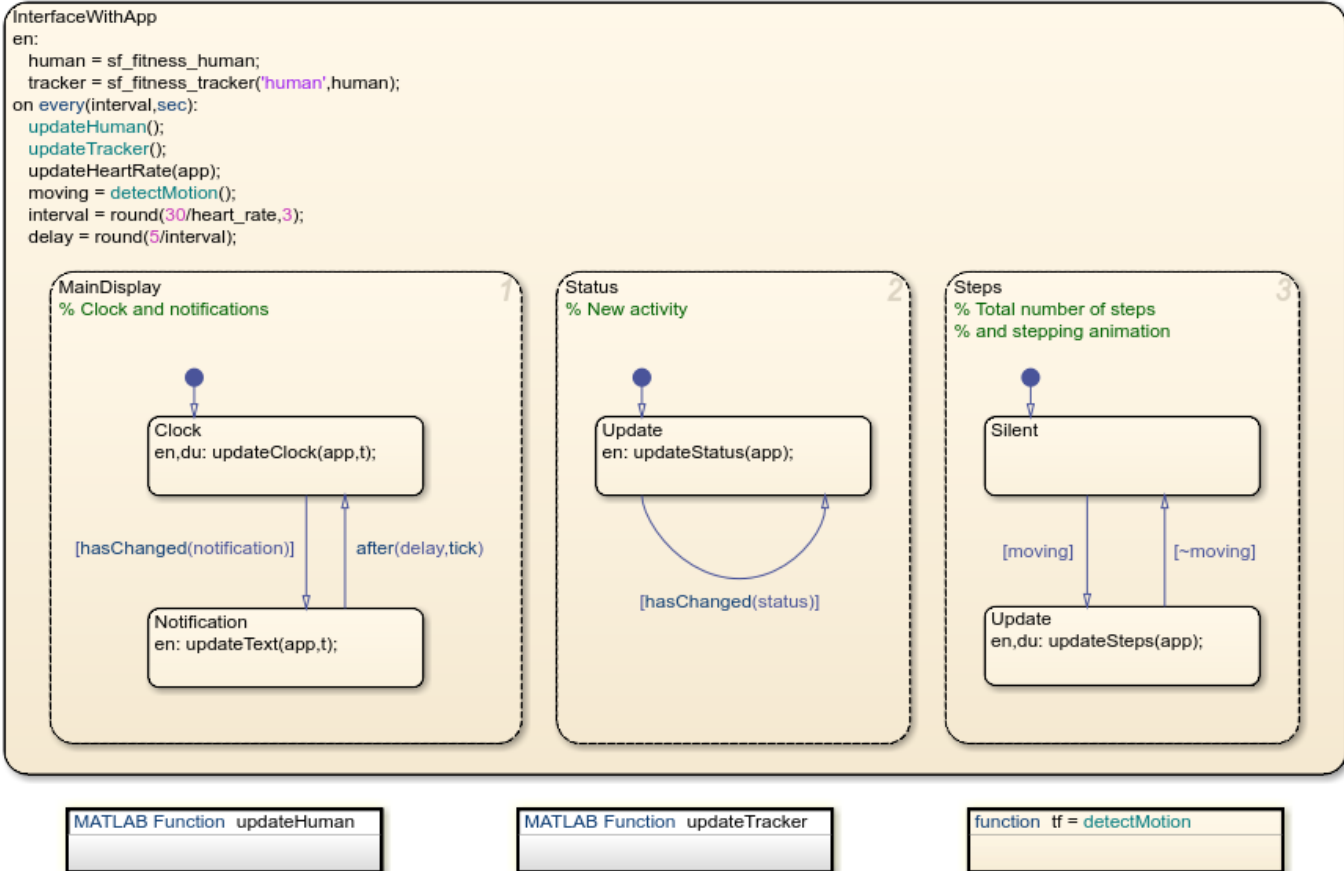 InterfaceWithApp
en:
human = sf_fitness_human;
tracker = sf_fitness_tracker('human',human);
on every(interval,sec):
updateHuman();
updateTracker();
updateHeartRate(app);
moving = detectMotion();
interval = round(30/heart_rate,3);
delay = round(5/interval);
MainDisplay
1
% Clock and notifications
Clock
en,du: updateClock(app,t);
[hasChanged(notification)]
after(delay,tick)
Notification
en: updateText(app,t);
Status
2
% New activity
Update
en: updateStatus(app);
[hasChanged(status)]
Steps
3
% Total number of steps
% and stepping animation
Silent
[moving]
[~moving]
Update
en,du: updateSteps(app);
MATLAB Function updateHuman
MATLAB Function updateTracker
function tf = detectMotion